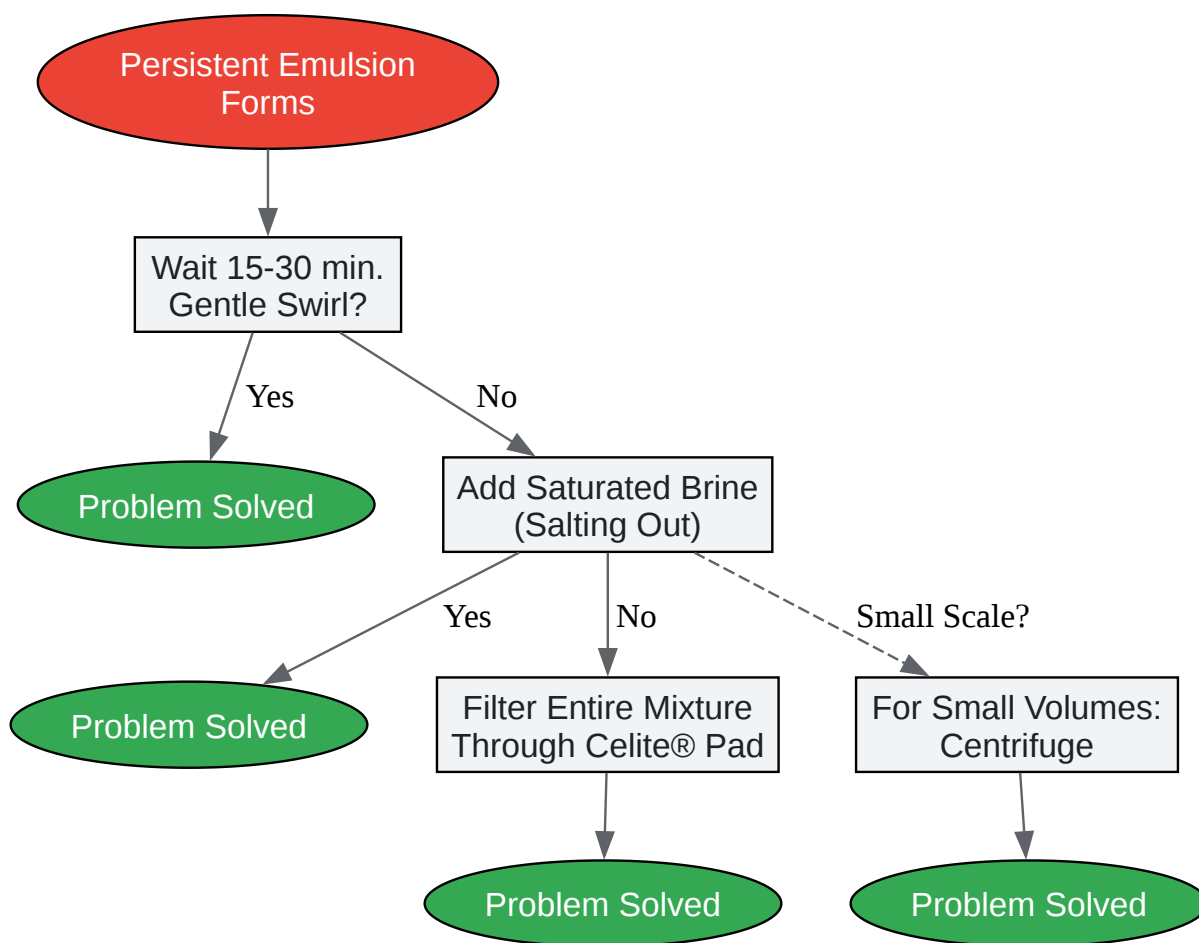 Persistent Emulsion
Forms
Wait 15-30 min.
Gentle Swirl?
Yes
No
Problem Solved
Add Saturated Brine
(Salting Out)
Yes
No
Small Scale?
Problem Solved
Filter Entire Mixture
Through Celite® Pad
For Small Volumes:
Centrifuge
Problem Solved
Problem Solved